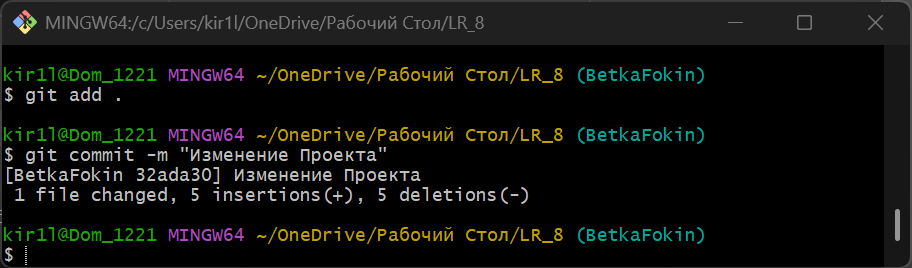 MINGW64:/c/Users/kir1l/OneDrive/Рабочий Стол/LR_8
kir1l@Dom_1221 MINGW64 ~/OneDrive/Рабочий Стол/LR_8 (BetkaFokin)
$ git add .
kir1l@Dom_1221 MINGW64 ~/OneDrive/Рабочий Стол/LR_8 (BetkaFokin)
$ git commit -m "Изменение Проекта"
[BetkaFokin 32ada30] Изменение Проекта
 1 file changed, 5 insertions(+), 5 deletions(-)
kir1l@Dom_1221 MINGW64 ~/OneDrive/Рабочий Стол/LR_8 (BetkaFokin)
$